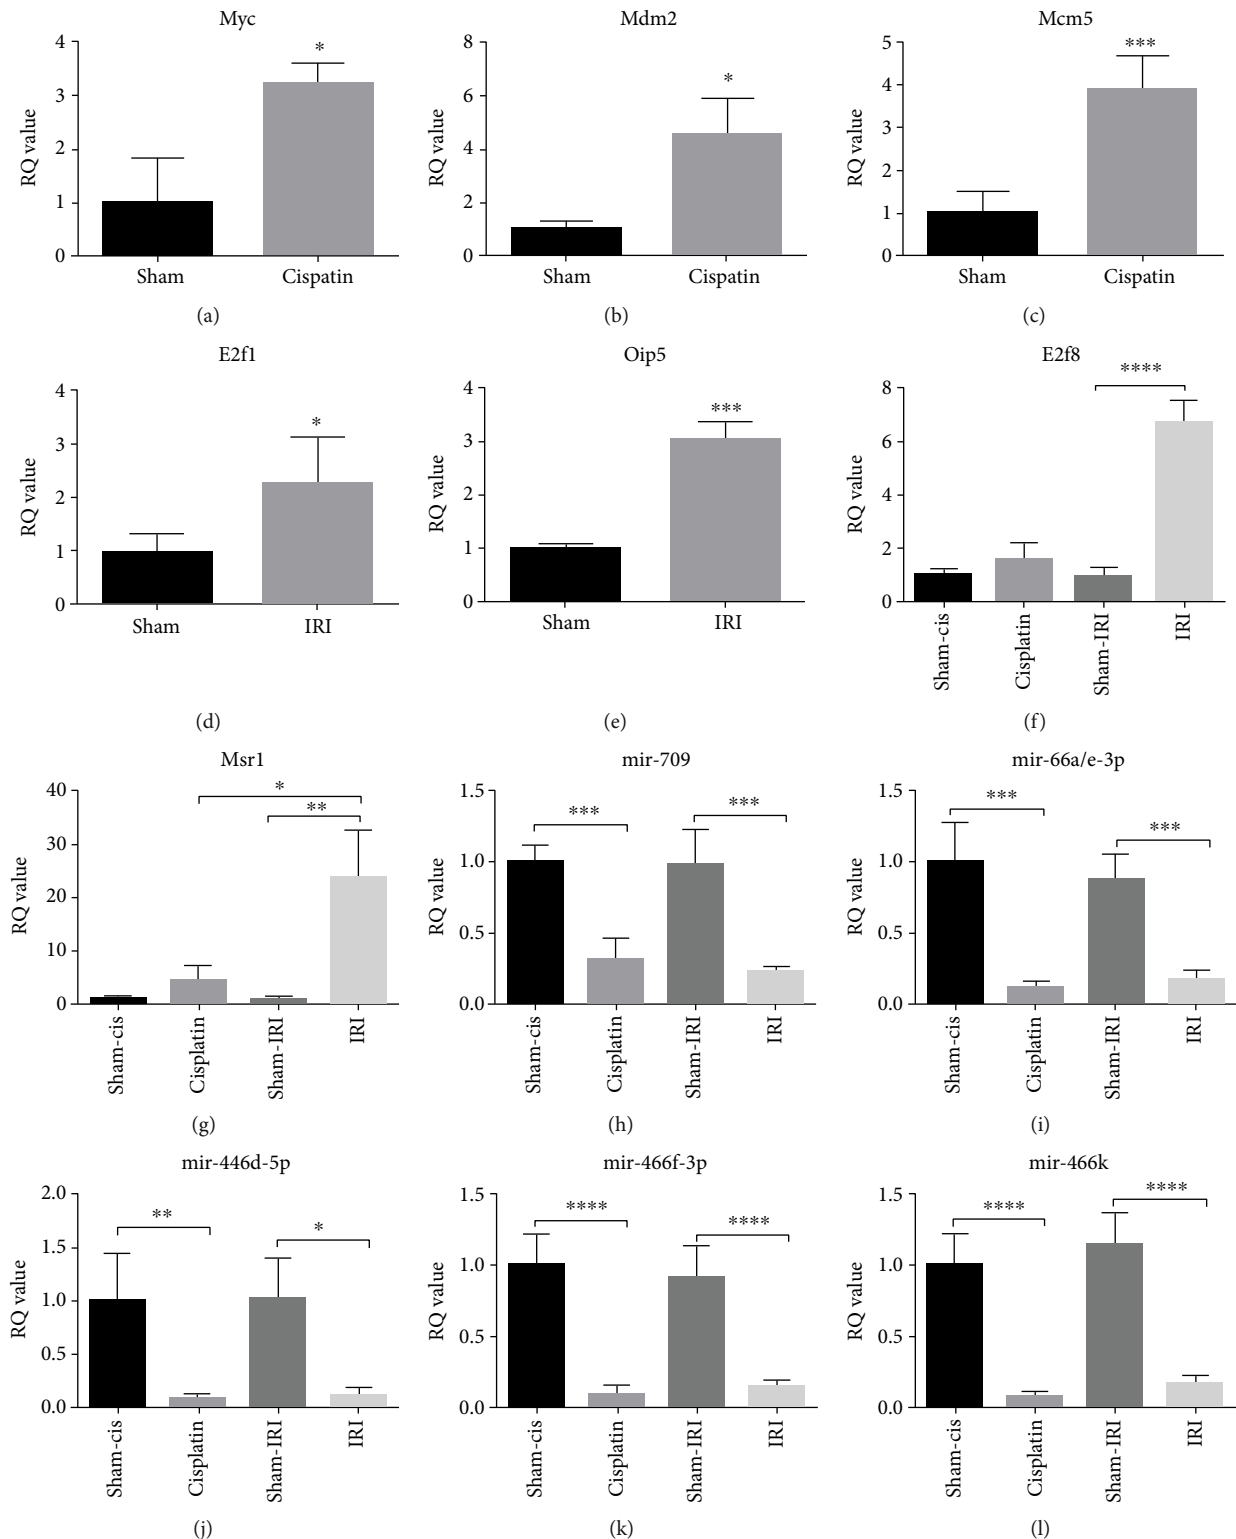 Myc
RQ value
4
3
2
1
0
*
Sham
Cispatin
(a)
Mdm2
RQ value
8
6
4
2
0
*
Sham
Cispatin
(b)
Mcm5
RQ value
5
4
3
2
1
0
***
Sham
Cispatin
(c)
E2f1
RQ value
4
3
2
1
0
*
Sham
IRI
(d)
Oip5
RQ value
4
3
2
1
0
***
Sham
IRI
(e)
E2f8
RQ value
8
6
4
2
0
****
Sham-cis
Cisplatin
Sham-IRI
IRI
(f)
Msr1
RQ value
40
30
20
10
0
*
**
Sham-cis
Cisplatin
Sham-IRI
IRI
(g)
mir-709
RQ value
1.5
1.0
0.5
0.0
***
***
Sham-cis
Cisplatin
Sham-IRI
IRI
(h)
mir-66a/e-3p
RQ value
1.5
1.0
0.5
0.0
***
***
Sham-cis
Cisplatin
Sham-IRI
IRI
(i)
mir-446d-5p
RQ value
2.0
1.5
1.0
0.5
0.0
**
*
Sham-cis
Cisplatin
Sham-IRI
IRI
(j)
mir-466f-3p
RQ value
1.5
1.0
0.5
0.0
****
****
Sham-cis
Cisplatin
Sham-IRI
IRI
(k)
mir-466k
RQ value
1.5
1.0
0.5
0.0
****
****
Sham-cis
Cisplatin
Sham-IRI
IRI
(l)